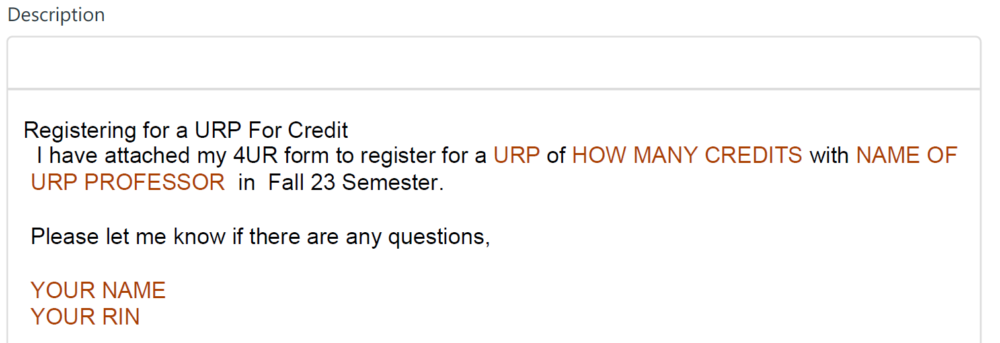 Description
Registering for a URP For Credit
I have attached my 4UR form to register for a URP of HOW MANY CREDITS with NAME OF
URP PROFESSOR in Fall 23 Semester.
Please let me know if there are any questions,
YOUR NAME
YOUR RIN